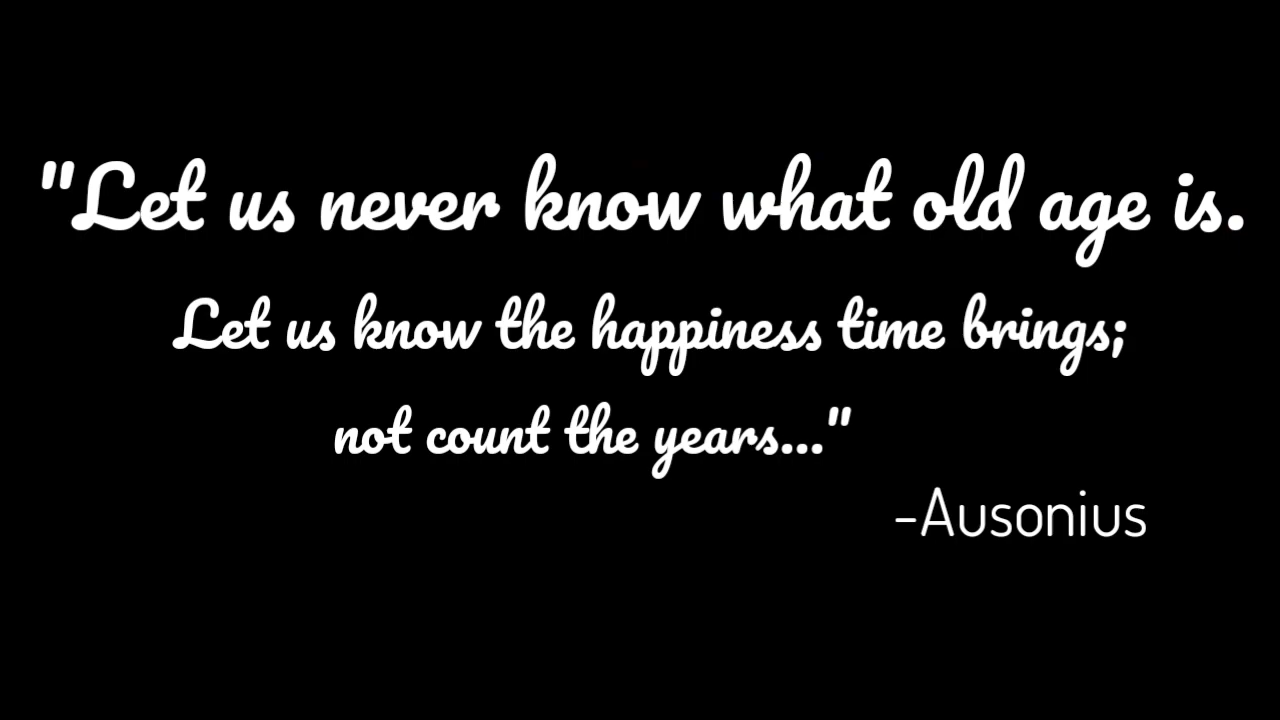 "Let us never know what old age is.
Let us know the happiness time brings;
not count the years..."
-Ausonius